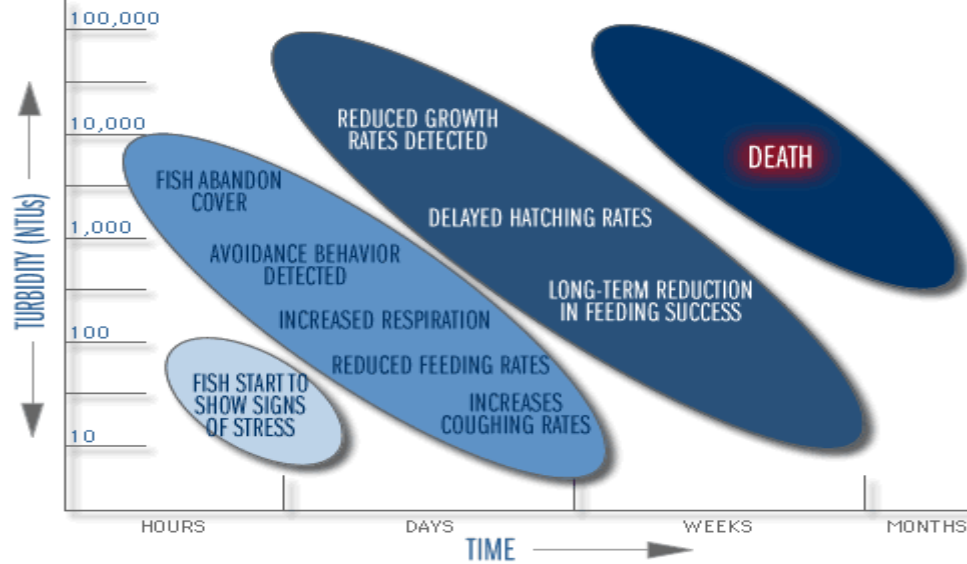 100,000
10,000
1,000
100
10
TURBIDITY (NTUs)
REDUCED GROWTH
RATES DETECTED
DEATH
FISH ABANDON
COVER
DELAYED HATCHING RATES
AVOIDANCE BEHAVIOR
DETECTED
LONG-TERM REDUCTION
IN FEEDING SUCCESS
INCREASED RESPIRATION
REDUCED FEEDING RATES
FISH START TO
SHOW SIGNS
OF STRESS
INCREASES
COUGHING RATES
HOURS
DAYS
WEEKS
MONTHS
TIME